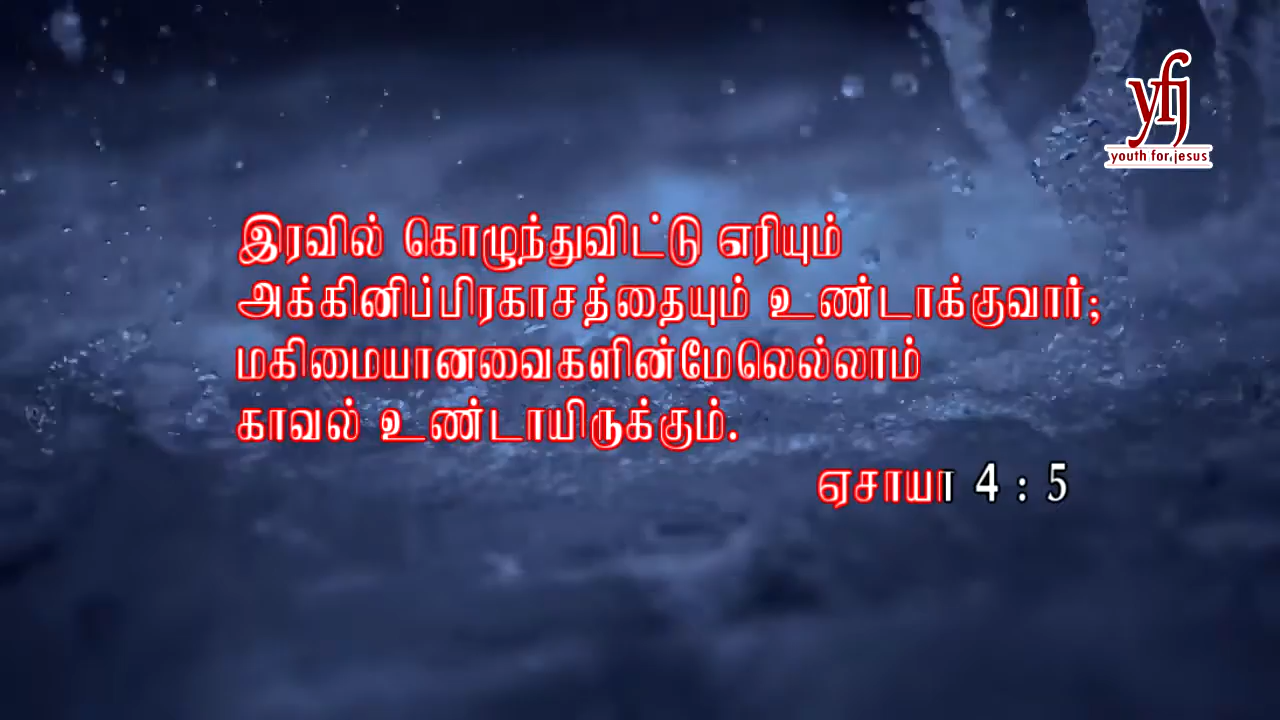 yfj
youth for jesus
இரவில் கொழுந்துவிட்டு எரியும்
அக்கினிப்பிரகாசத்தையும் உண்டாக்குவார்;
மகிமையானவைகளின்மேலெல்லாம்
காவல் உண்டாயிருக்கும்.
ஏசாயா 4 : 5